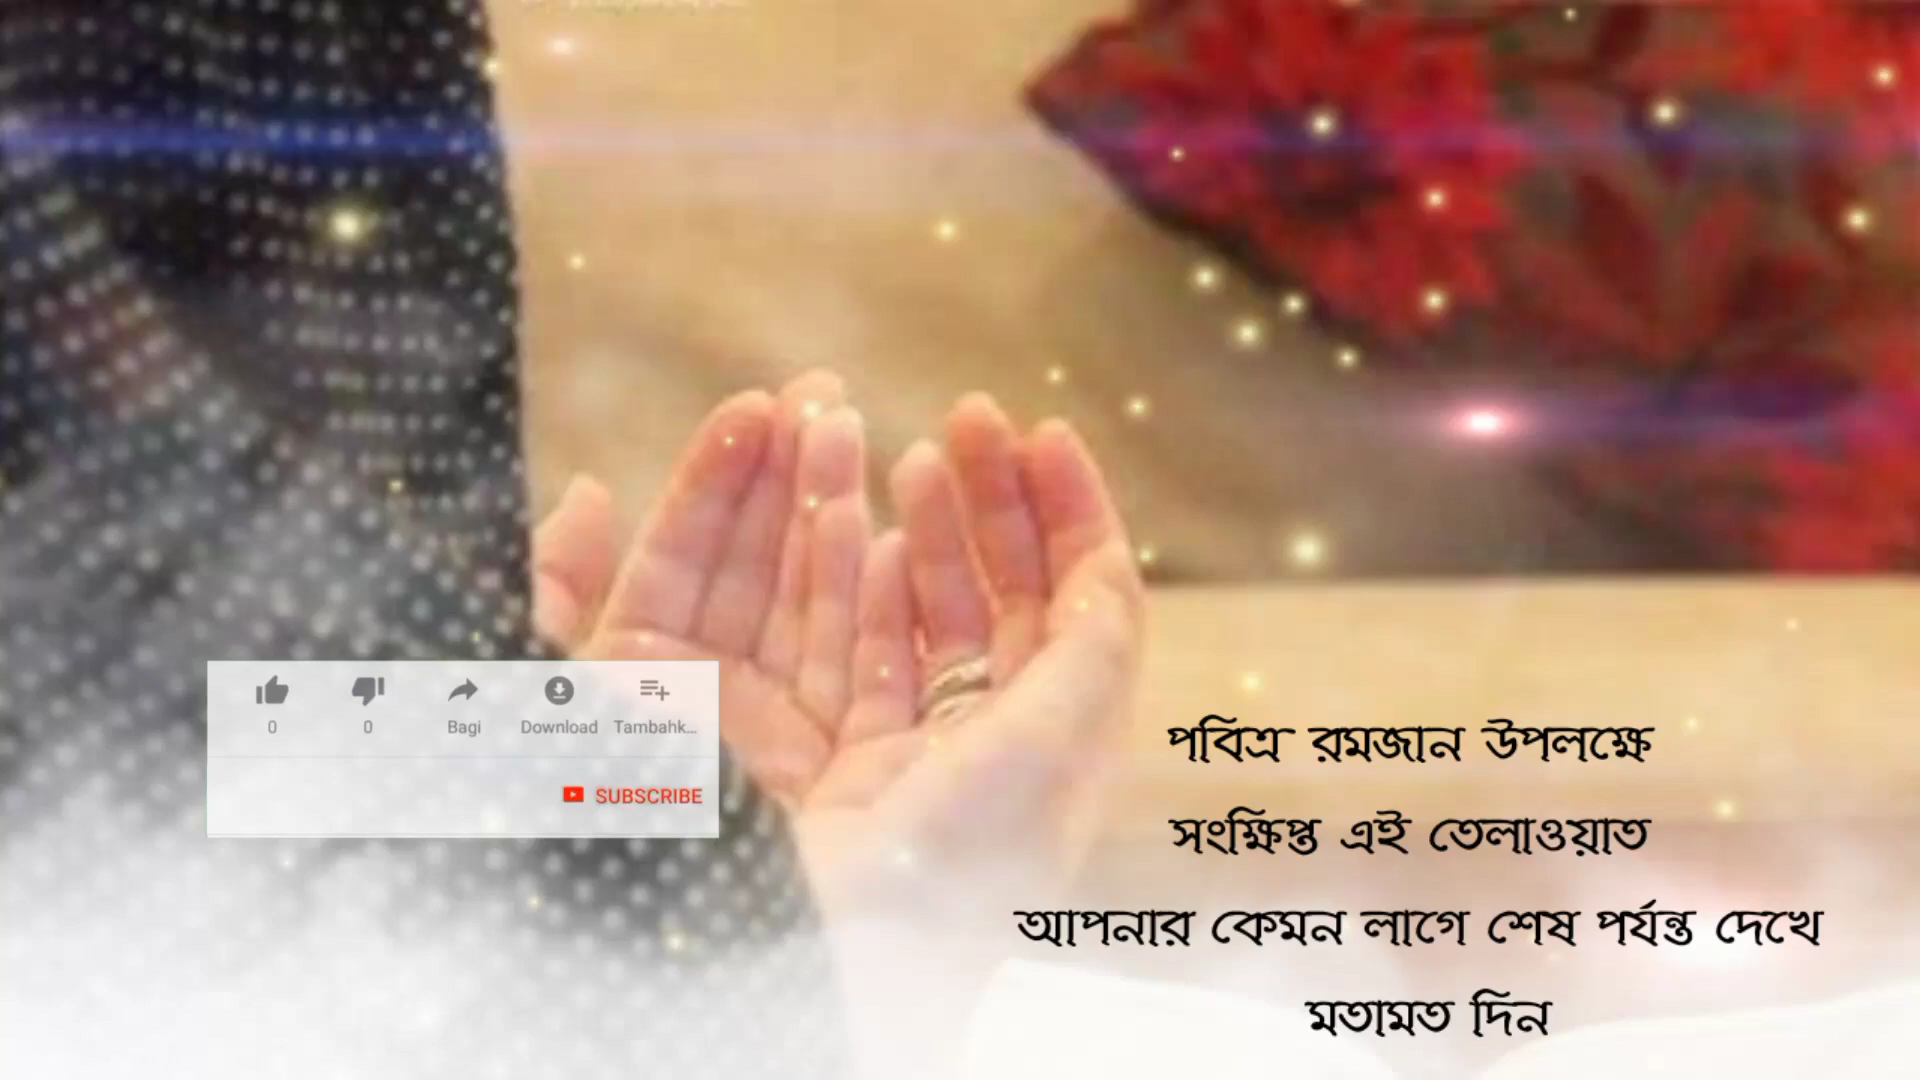 0
0
Bagi
Download
Tambahk...
SUBSCRIBE
পবিত্র রমজান উপলক্ষে
সংক্ষিপ্ত এই তেলাওয়াত
আপনার কেমন লাগে শেষ পর্যন্ত দেখে
মতামত দিন